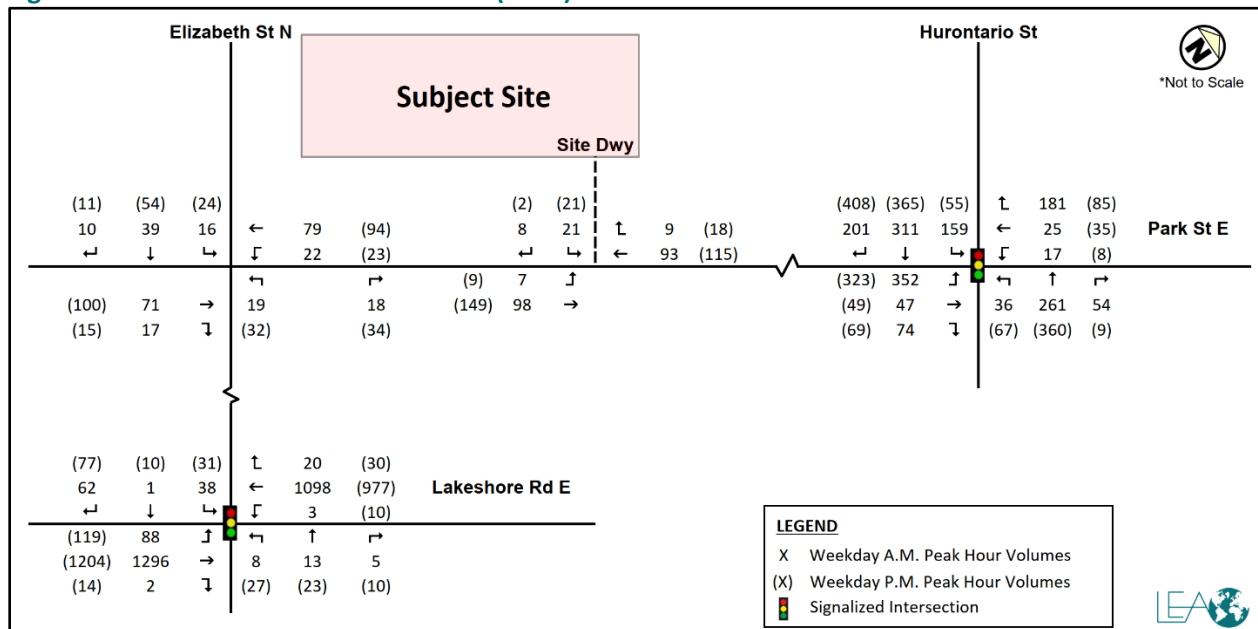 Elizabeth St N
Hurontario St
N
*Not to Scale
Subject Site
Site Dwy
(11) (54) (24)
10 39 16 ← 79 (94)
↵ ↓ ↳ ↓ 22 (23)
↰ ↱
(100) 71 → 19 18
(15) 17 ↴ (32) (34)
(2) (21)
8 21 ↑ 9 (18)
↵ ↳ ← 93 (115)
(9) 7 ↑
(149) 98 →
(408) (365) (55) ↑ 181 (85)
201 311 159 ← 25 (35) Park St E
↵ ↓ ↳ ↓ 17 (8)
(323) 352 ↑ ↰ ↑ ↱
(49) 47 → 36 261 54
(69) 74 ↴ (67) (360) (9)
(77) (10) (31) ↑ 20 (30)
62 1 38 ← 1098 (977) Lakeshore Rd E
↵ ↓ ↳ ↓ 3 (10)
(119) 88 ↑ ↰ ↑ ↱
(1204) 1296 → 8 13 5
(14) 2 ↴ (27) (23) (10)
LEGEND
X Weekday A.M. Peak Hour Volumes
(X) Weekday P.M. Peak Hour Volumes
Signalized Intersection
LEA